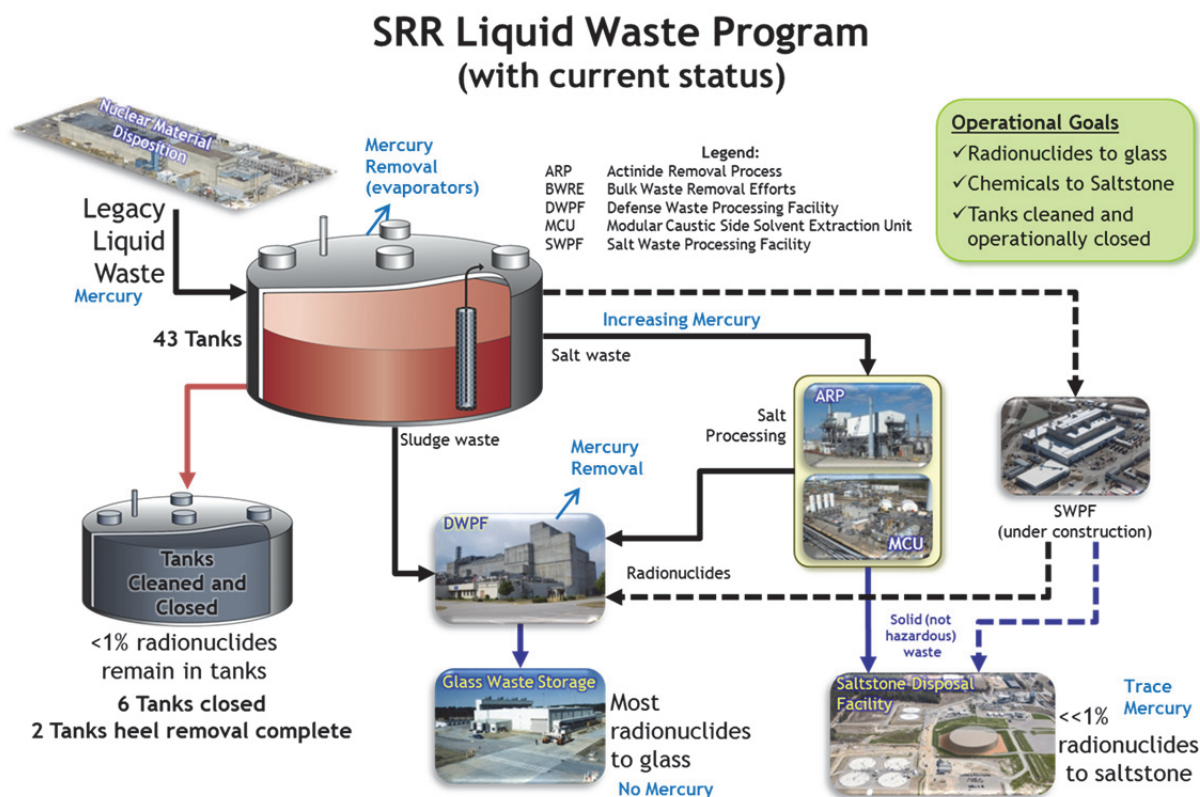 SRR Liquid Waste Program
(with current status)
Nuclear Material
Disposition
Mercury
Removal
(evaporators)
Legend:
ARP Actinide Removal Process
BWRE Bulk Waste Removal Efforts
DWPF Defense Waste Processing Facility
MCU Modular Caustic Side Solvent Extraction Unit
SWPF Salt Waste Processing Facility
Operational Goals
✓Radionuclides to glass
✓Chemicals to Saltstone
✓Tanks cleaned and
operationally closed
Legacy
Liquid
Waste
Mercury
43 Tanks
Increasing Mercury
Salt waste
Sludge waste
Salt
Processing
ARP
MCU
SWPF
(under construction)
Mercury
Removal
DWPF
Radionuclides
Tanks
Cleaned and
Closed
<1% radionuclides
remain in tanks
6 Tanks closed
2 Tanks heel removal complete
Glass Waste Storage
Most
radionuclides
to glass
No Mercury
Solid (not
hazardous)
waste
Saltstone Disposal
Facility
Trace
Mercury
<<1%
radionuclides
to saltstone